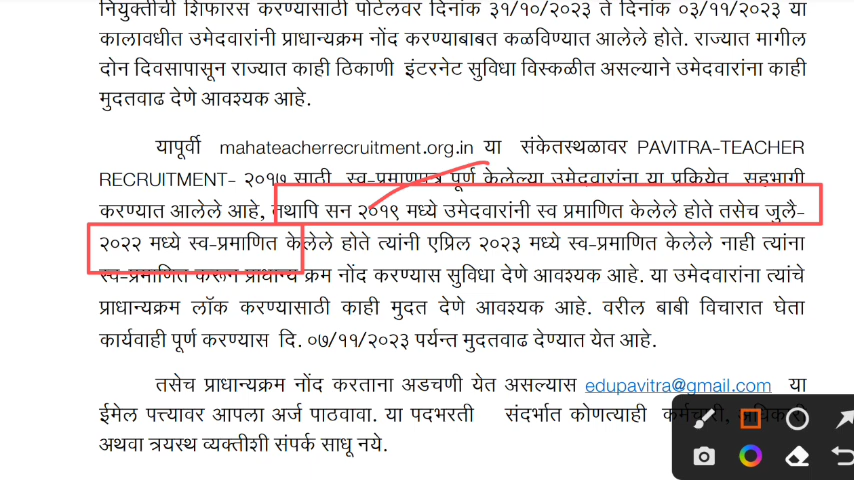 नियुक्तीची शिफारस करण्यासाठी पोर्टलवर दिनांक ३१/१०/२०२३ ते दिनांक ०३/११/२०२३ या
कालावधीत उमेदवारांनी प्राधान्यक्रम नोंद करण्याबाबत कळविण्यात आलेले होते. राज्यात मागील
दोन दिवसापासून राज्यात काही ठिकाणी इंटरनेट सुविधा विस्कळीत असल्याने उमेदवारांना काही
मुदतवाढ देणे आवश्यक आहे.
यापूर्वी mahateacherrecruitment.org.in या संकेतस्थळावर PAVITRA-TEACHER
RECRUITMENT- २०१७ साठी स्व-प्रमाणपत्र पूर्ण केलेल्या उमेदवारांना या प्रक्रियेत सहभागी
करण्यात आलेले आहे, तथापि सन २०१९ मध्ये उमेदवारांनी स्व प्रमाणित केलेले होते तसेच जुलै-
२०२२ मध्ये स्व-प्रमाणित केलेले होते त्यांनी एप्रिल २०२३ मध्ये स्व-प्रमाणित केलेले नाही त्यांना
स्व-प्रमाणित करून प्राधान्य क्रम नोंद करण्यास सुविधा देणे आवश्यक आहे. या उमेदवारांना त्यांचे
प्राधान्यक्रम लॉक करण्यासाठी काही मुदत देणे आवश्यक आहे. वरील बाबी विचारात घेता
कार्यवाही पूर्ण करण्यास दि. ०७/११/२०२३ पर्यन्त मुदतवाढ देण्यात येत आहे.
तसेच प्राधान्यक्रम नोंद करताना अडचणी येत असल्यास edupavitra@gmail.com या
ईमेल पत्त्यावर आपला अर्ज पाठवावा. या पदभरती संदर्भात कोणत्याही कर्मचारी, अधिकारी
अथवा त्रयस्थ व्यक्तीशी संपर्क साधू नये.